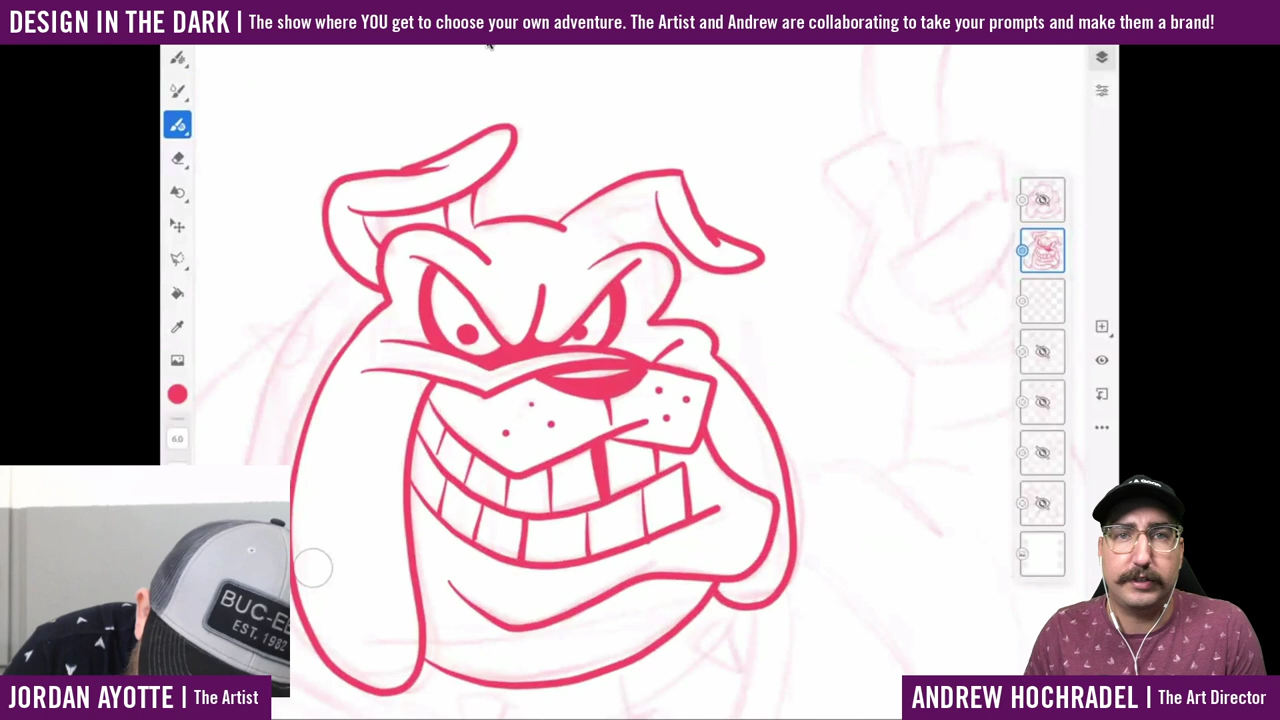 DESIGN IN THE DARK | The show where YOU get to choose your own adventure. The Artist and Andrew are collaborating to take your prompts and make them a brand!
6.0
BUC-EE
EST. 1982
A GOOD
JORDAN AYOTTE | The Artist
ANDREW HOCHRADEL | The Art Director